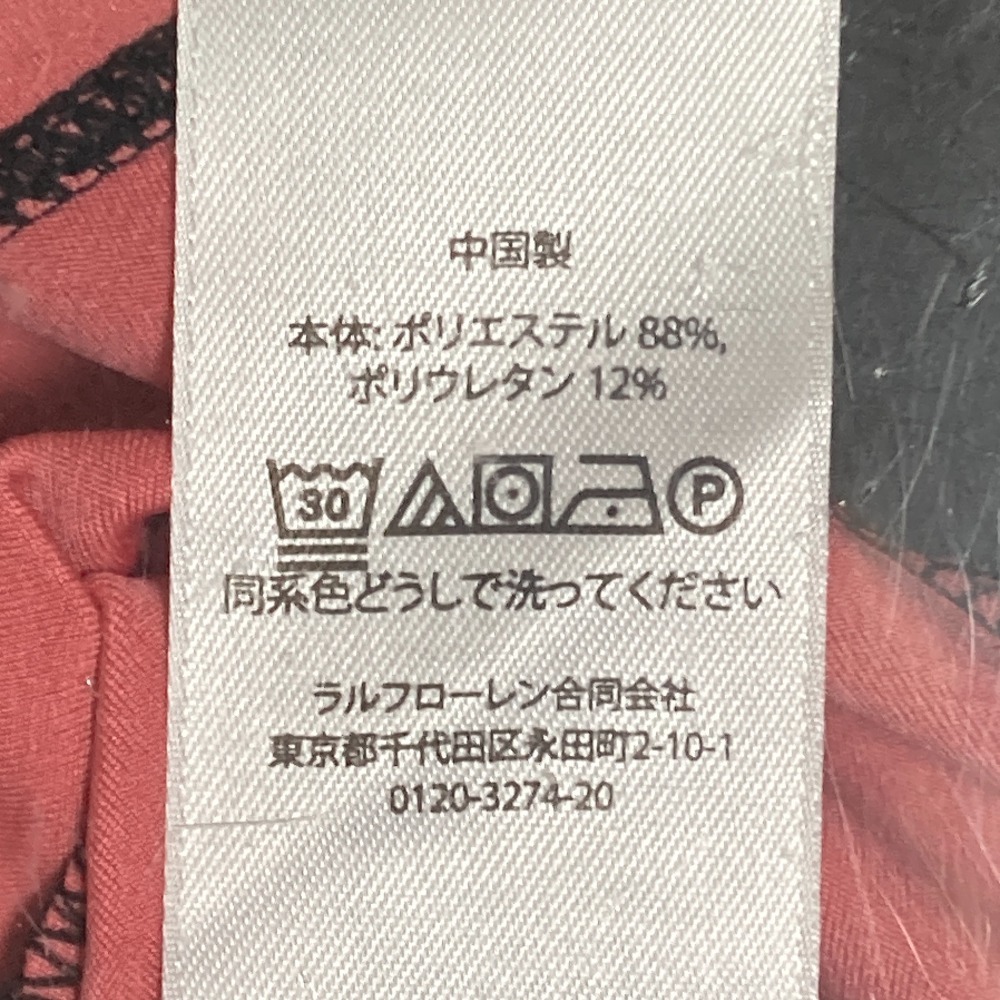 中国製
本体: ポリエステル 88%,
ポリウレタン 12%
30 P
同系色どうしで洗ってください
ラルフローレン合同会社
東京都千代田区永田町2-10-1
0120-3274-20